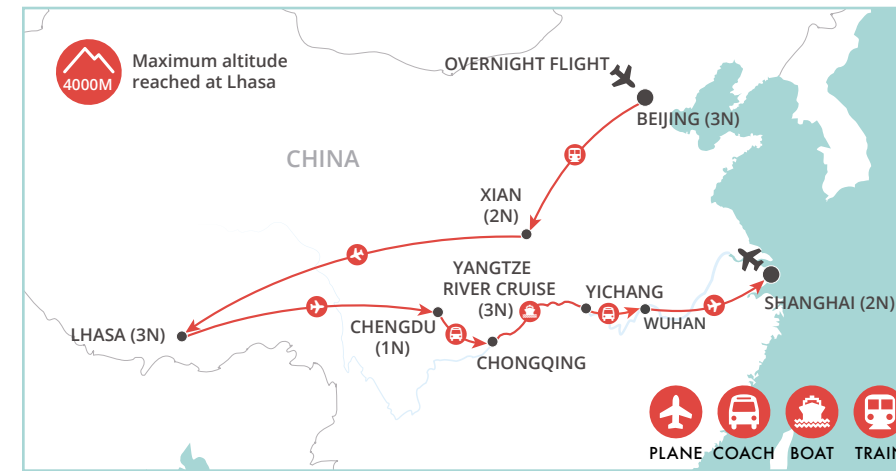 Maximum altitude
reached at Lhasa
4000M
OVERNIGHT FLIGHT
BEIJING (3N)
CHINA
XIAN
(2N)
YANGTZE
RIVER CRUISE
(3N)
YICHANG
WUHAN
SHANGHAI (2N)
LHASA (3N)
CHENGDU
(1N)
CHONGQING
PLANE
COACH
BOAT
TRAIN